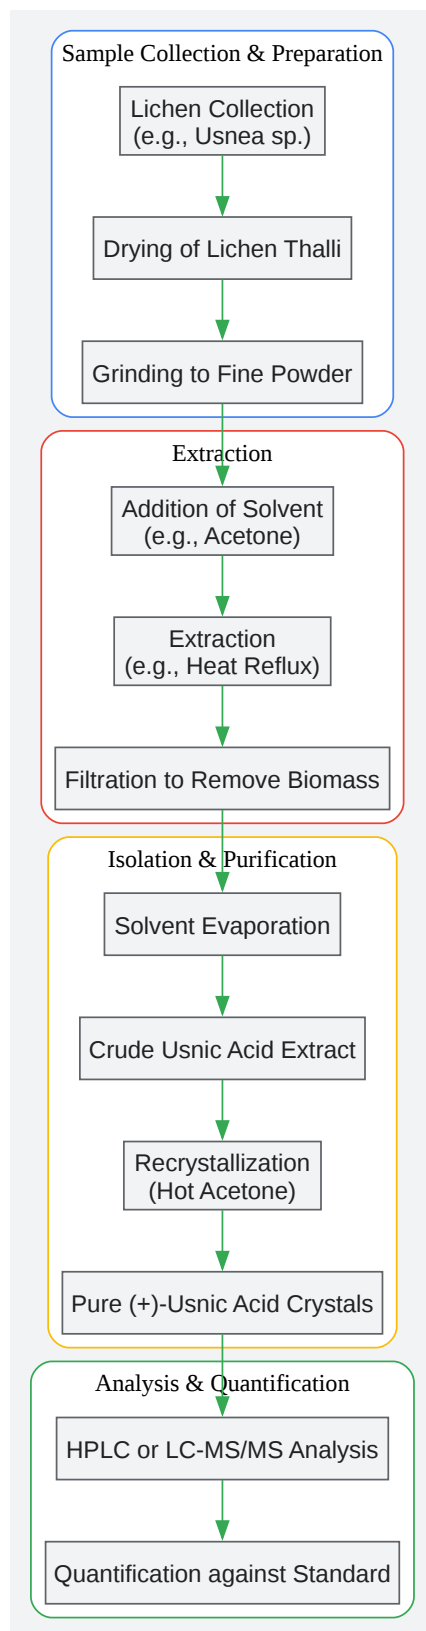 Sample Collection & Preparation
Lichen Collection
(e.g., Usnea sp.)
Drying of Lichen Thalli
Grinding to Fine Powder
Extraction
Addition of Solvent
(e.g., Acetone)
Extraction
(e.g., Heat Reflux)
Filtration to Remove Biomass
Isolation & Purification
Solvent Evaporation
Crude Usnic Acid Extract
Recrystallization
(Hot Acetone)
Pure (+)-Usnic Acid Crystals
Analysis & Quantification
HPLC or LC-MS/MS Analysis
Quantification against Standard